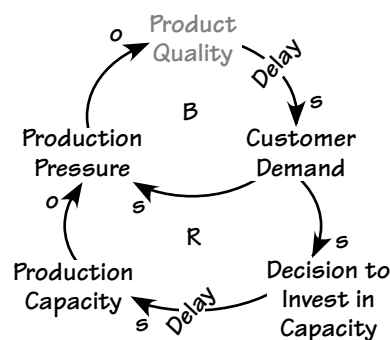 Product
Quality
o
Delay
s
B
Production
Pressure
Customer
Demand
s
o
R
s
Production
Capacity
Decision to
Invest in
Capacity
Delay
s